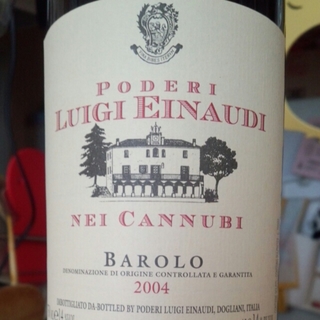 PODERI
LUIGI EINAUDI
NEI CANNUBI
BAROLO
DENOMINAZIONE DI ORIGINE CONTROLLATA E GARANTITA
2004
IMBOTTIGLIATO DA-BOTTLED BY PODERI LUIGI EINAUDI, DOGLIANI, ITALIA